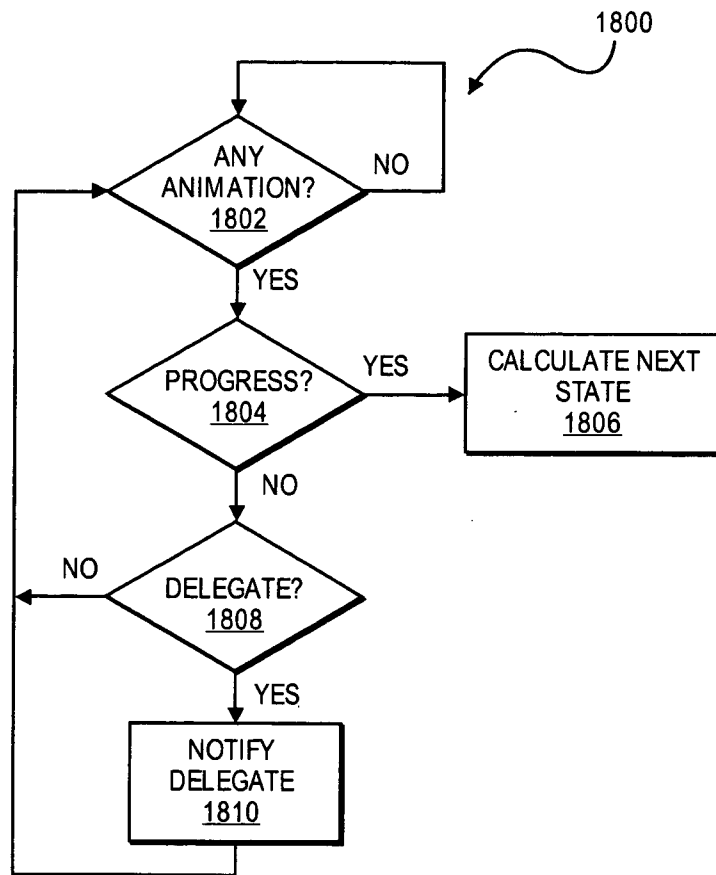 1800
ANY
ANIMATION?
1802
NO
YES
PROGRESS?
1804
YES
CALCULATE NEXT
STATE
1806
NO
DELEGATE?
1808
NO
YES
NOTIFY
DELEGATE
1810